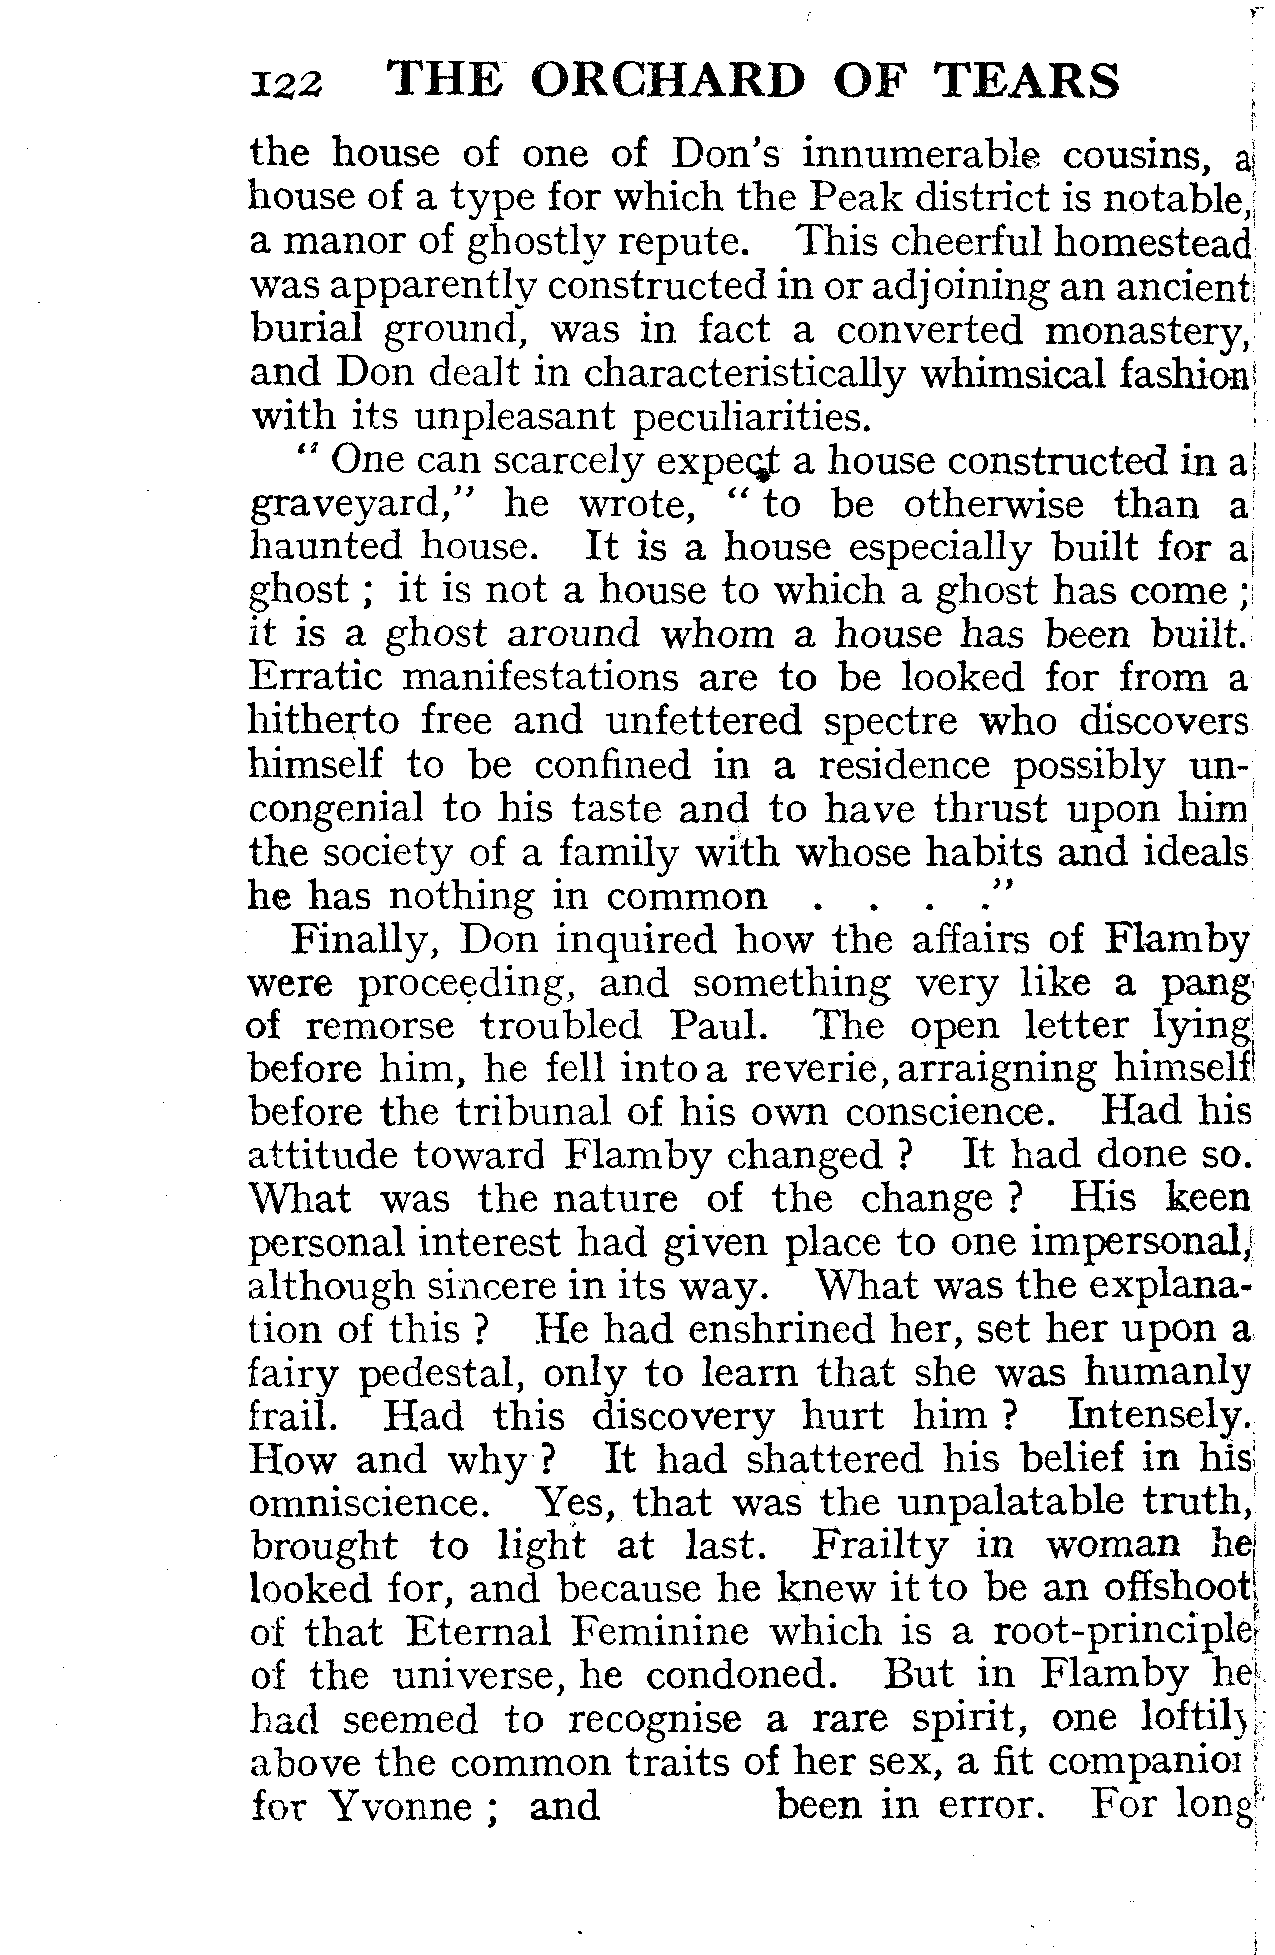 122 THE ORCHARD OF TEARS
the house of one of Don's innumerable cousins, a
house of a type for which the Peak district is notable,
a manor of ghostly repute. This cheerful homestead
was apparently constructed in or adjoining an ancient
burial ground, was in fact a converted monastery,
and Don dealt in characteristically whimsical fashion
with its unpleasant peculiarities.
"One can scarcely expect a house constructed in a
graveyard," he wrote, "to be otherwise than a
haunted house. It is a house especially built for a
ghost ; it is not a house to which a ghost has come ;
it is a ghost around whom a house has been built.
Erratic manifestations are to be looked for from a
hitherto free and unfettered spectre who discovers
himself to be confined in a residence possibly un-
congenial to his taste and to have thrust upon him
the society of a family with whose habits and ideals
he has nothing in common . . . ."
Finally, Don inquired how the affairs of Flamby
were proceeding, and something very like a pang
of remorse troubled Paul. The open letter lying
before him, he fell into a reverie, arraigning himself
before the tribunal of his own conscience. Had his
attitude toward Flamby changed ? It had done so.
What was the nature of the change ? His keen
personal interest had given place to one impersonal,
although sincere in its way. What was the explana-
tion of this ? He had enshrined her, set her upon a
fairy pedestal, only to learn that she was humanly
frail. Had this discovery hurt him ? Intensely.
How and why ? It had shattered his belief in his
omniscience. Yes, that was the unpalatable truth,
brought to light at last. Frailty in woman he
looked for, and because he knew it to be an offshoot
of that Eternal Feminine which is a root-principle
of the universe, he condoned. But in Flamby he
had seemed to recognise a rare spirit, one loftily
above the common traits of her sex, a fit companion
for Yvonne ; and been in error. For long